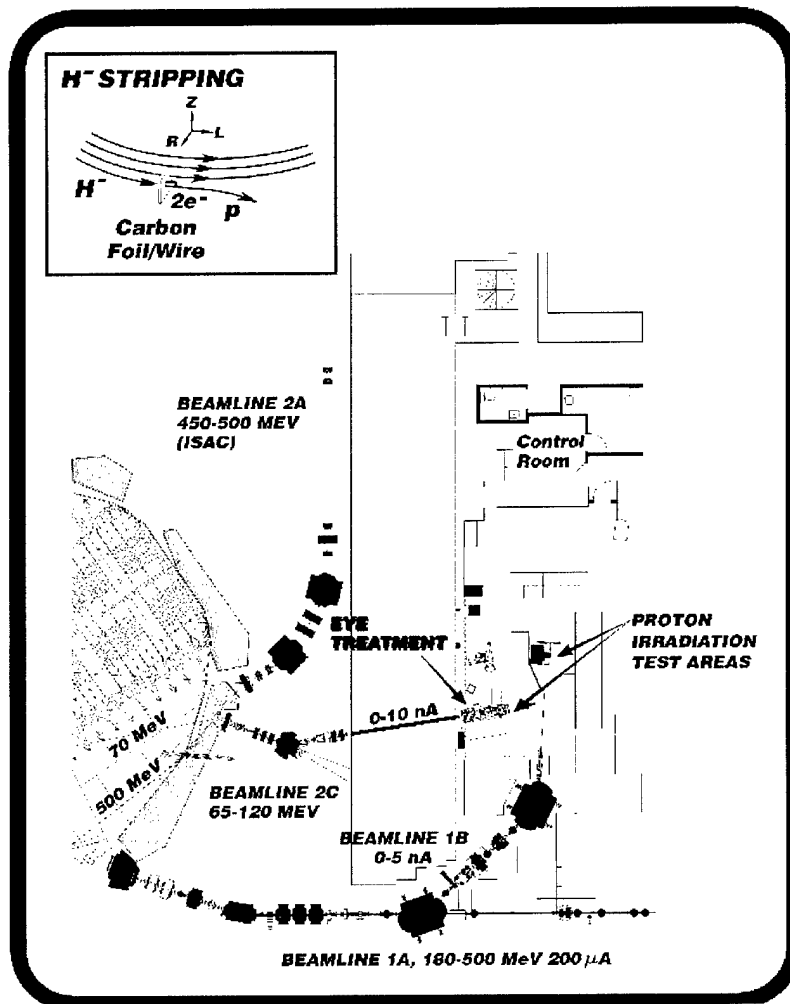 H⁻ STRIPPING
Z
R
L
H⁻
2e⁻
p
Carbon
Foil/Wire
BEAMLINE 2A
450-500 MEV
(ISAC)
Control
Room
EYE
TREATMENT
PROTON
IRRADIATION
TEST AREAS
0-10 nA
70 MeV
500 MeV
BEAMLINE 2C
65-120 MEV
BEAMLINE 1B
0-5 nA
BEAMLINE 1A, 180-500 MeV 200 μA